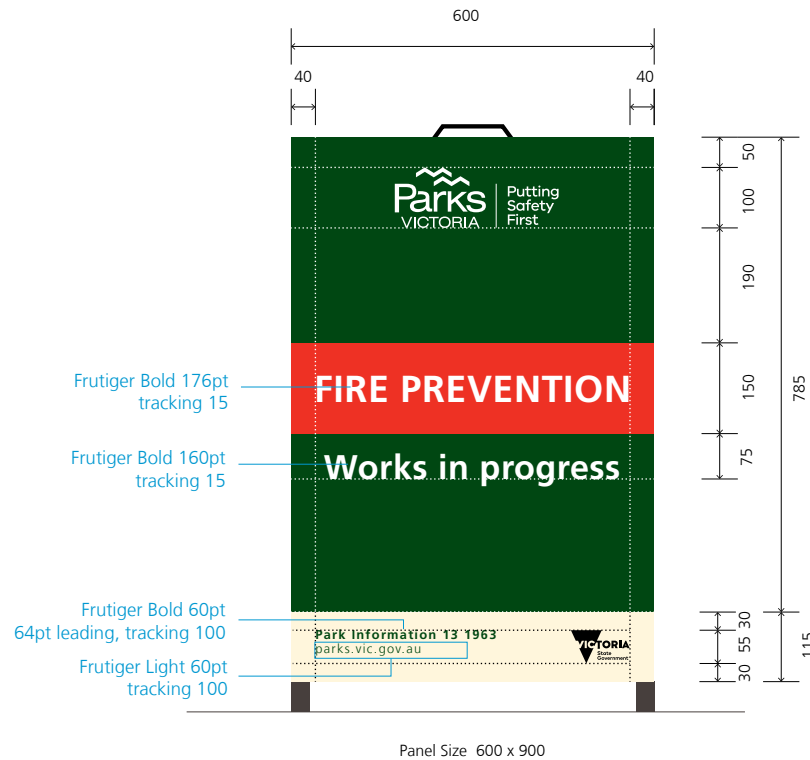 600
40
40
50
Parks
VICTORIA
Putting
Safety
First
100
190
FIRE PREVENTION
Frutiger Bold 176pt
tracking 15
150
785
Works in progress
Frutiger Bold 160pt
tracking 15
75
Frutiger Bold 60pt
64pt leading, tracking 100
Park Information 13 1963
parks.vic.gov.au
Frutiger Light 60pt
tracking 100
VICTORIA
State
Government
30
55
30
115
Panel Size 600 x 900